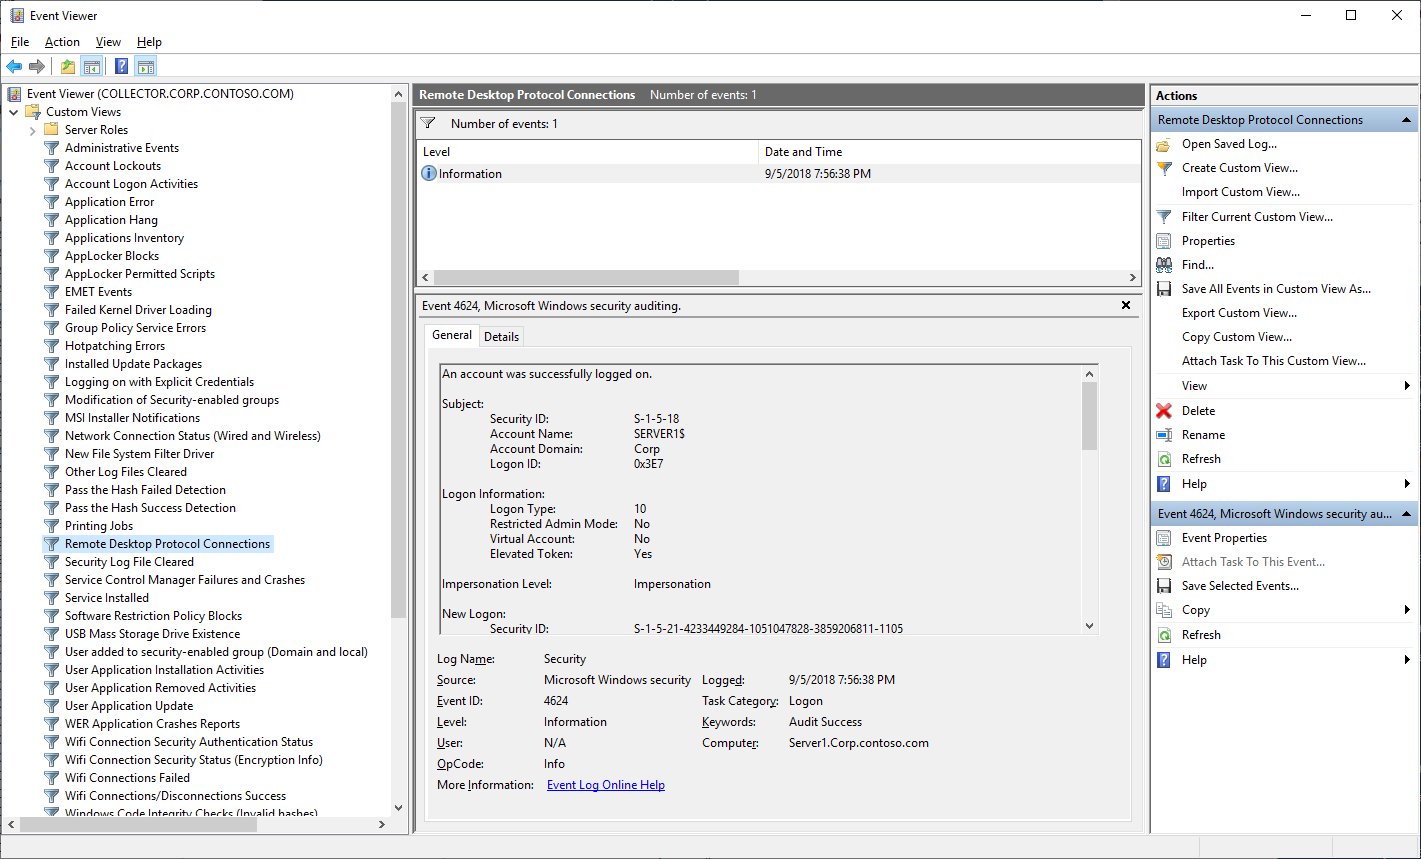 Event Viewer
File Action View Help
Event Viewer (COLLECTOR.CORP.CONTOSO.COM)
Custom Views
Server Roles
Administrative Events
Account Lockouts
Account Logon Activities
Application Error
Application Hang
Applications Inventory
AppLocker Blocks
AppLocker Permitted Scripts
EMET Events
Failed Kernel Driver Loading
Group Policy Service Errors
Hotpatching Errors
Installed Update Packages
Logging on with Explicit Credentials
Modification of Security-enabled groups
MSI Installer Notifications
Network Connection Status (Wired and Wireless)
New File System Filter Driver
Other Log Files Cleared
Pass the Hash Failed Detection
Pass the Hash Success Detection
Printing Jobs
Remote Desktop Protocol Connections
Security Log File Cleared
Service Control Manager Failures and Crashes
Service Installed
Software Restriction Policy Blocks
USB Mass Storage Drive Existence
User added to security-enabled group (Domain and local)
User Application Installation Activities
User Application Removed Activities
User Application Update
WER Application Crashes Reports
Wifi Connection Security Authentication Status
Wifi Connection Security Status (Encryption Info)
Wifi Connections Failed
Wifi Connections/Disconnections Success
Windows Code Integrity Checks (Invalid hashes)
Remote Desktop Protocol Connections Number of events: 1
Number of events: 1
Level Date and Time
Information 9/5/2018 7:56:38 PM
Event 4624, Microsoft Windows security auditing.
General Details
An account was successfully logged on.
Subject:
Security ID: S-1-5-18
Account Name: SERVER1$
Account Domain: Corp
Logon ID: 0x3E7
Logon Information:
Logon Type: 10
Restricted Admin Mode: No
Virtual Account: No
Elevated Token: Yes
Impersonation Level: Impersonation
New Logon:
Security ID: S-1-5-21-4233449284-1051047828-3859206811-1105
Log Name: Security
Source: Microsoft Windows security Logged: 9/5/2018 7:56:38 PM
Event ID: 4624 Task Category: Logon
Level: Information Keywords: Audit Success
User: N/A Computer: Server1.Corp.contoso.com
OpCode: Info
More Information: Event Log Online Help
Actions
Remote Desktop Protocol Connections
Open Saved Log...
Create Custom View...
Import Custom View...
Filter Current Custom View...
Properties
Find...
Save All Events in Custom View As...
Export Custom View...
Copy Custom View...
Attach Task To This Custom View...
View
Delete
Rename
Refresh
Help
Event 4624, Microsoft Windows security au...
Event Properties
Attach Task To This Event...
Save Selected Events...
Copy
Refresh
Help